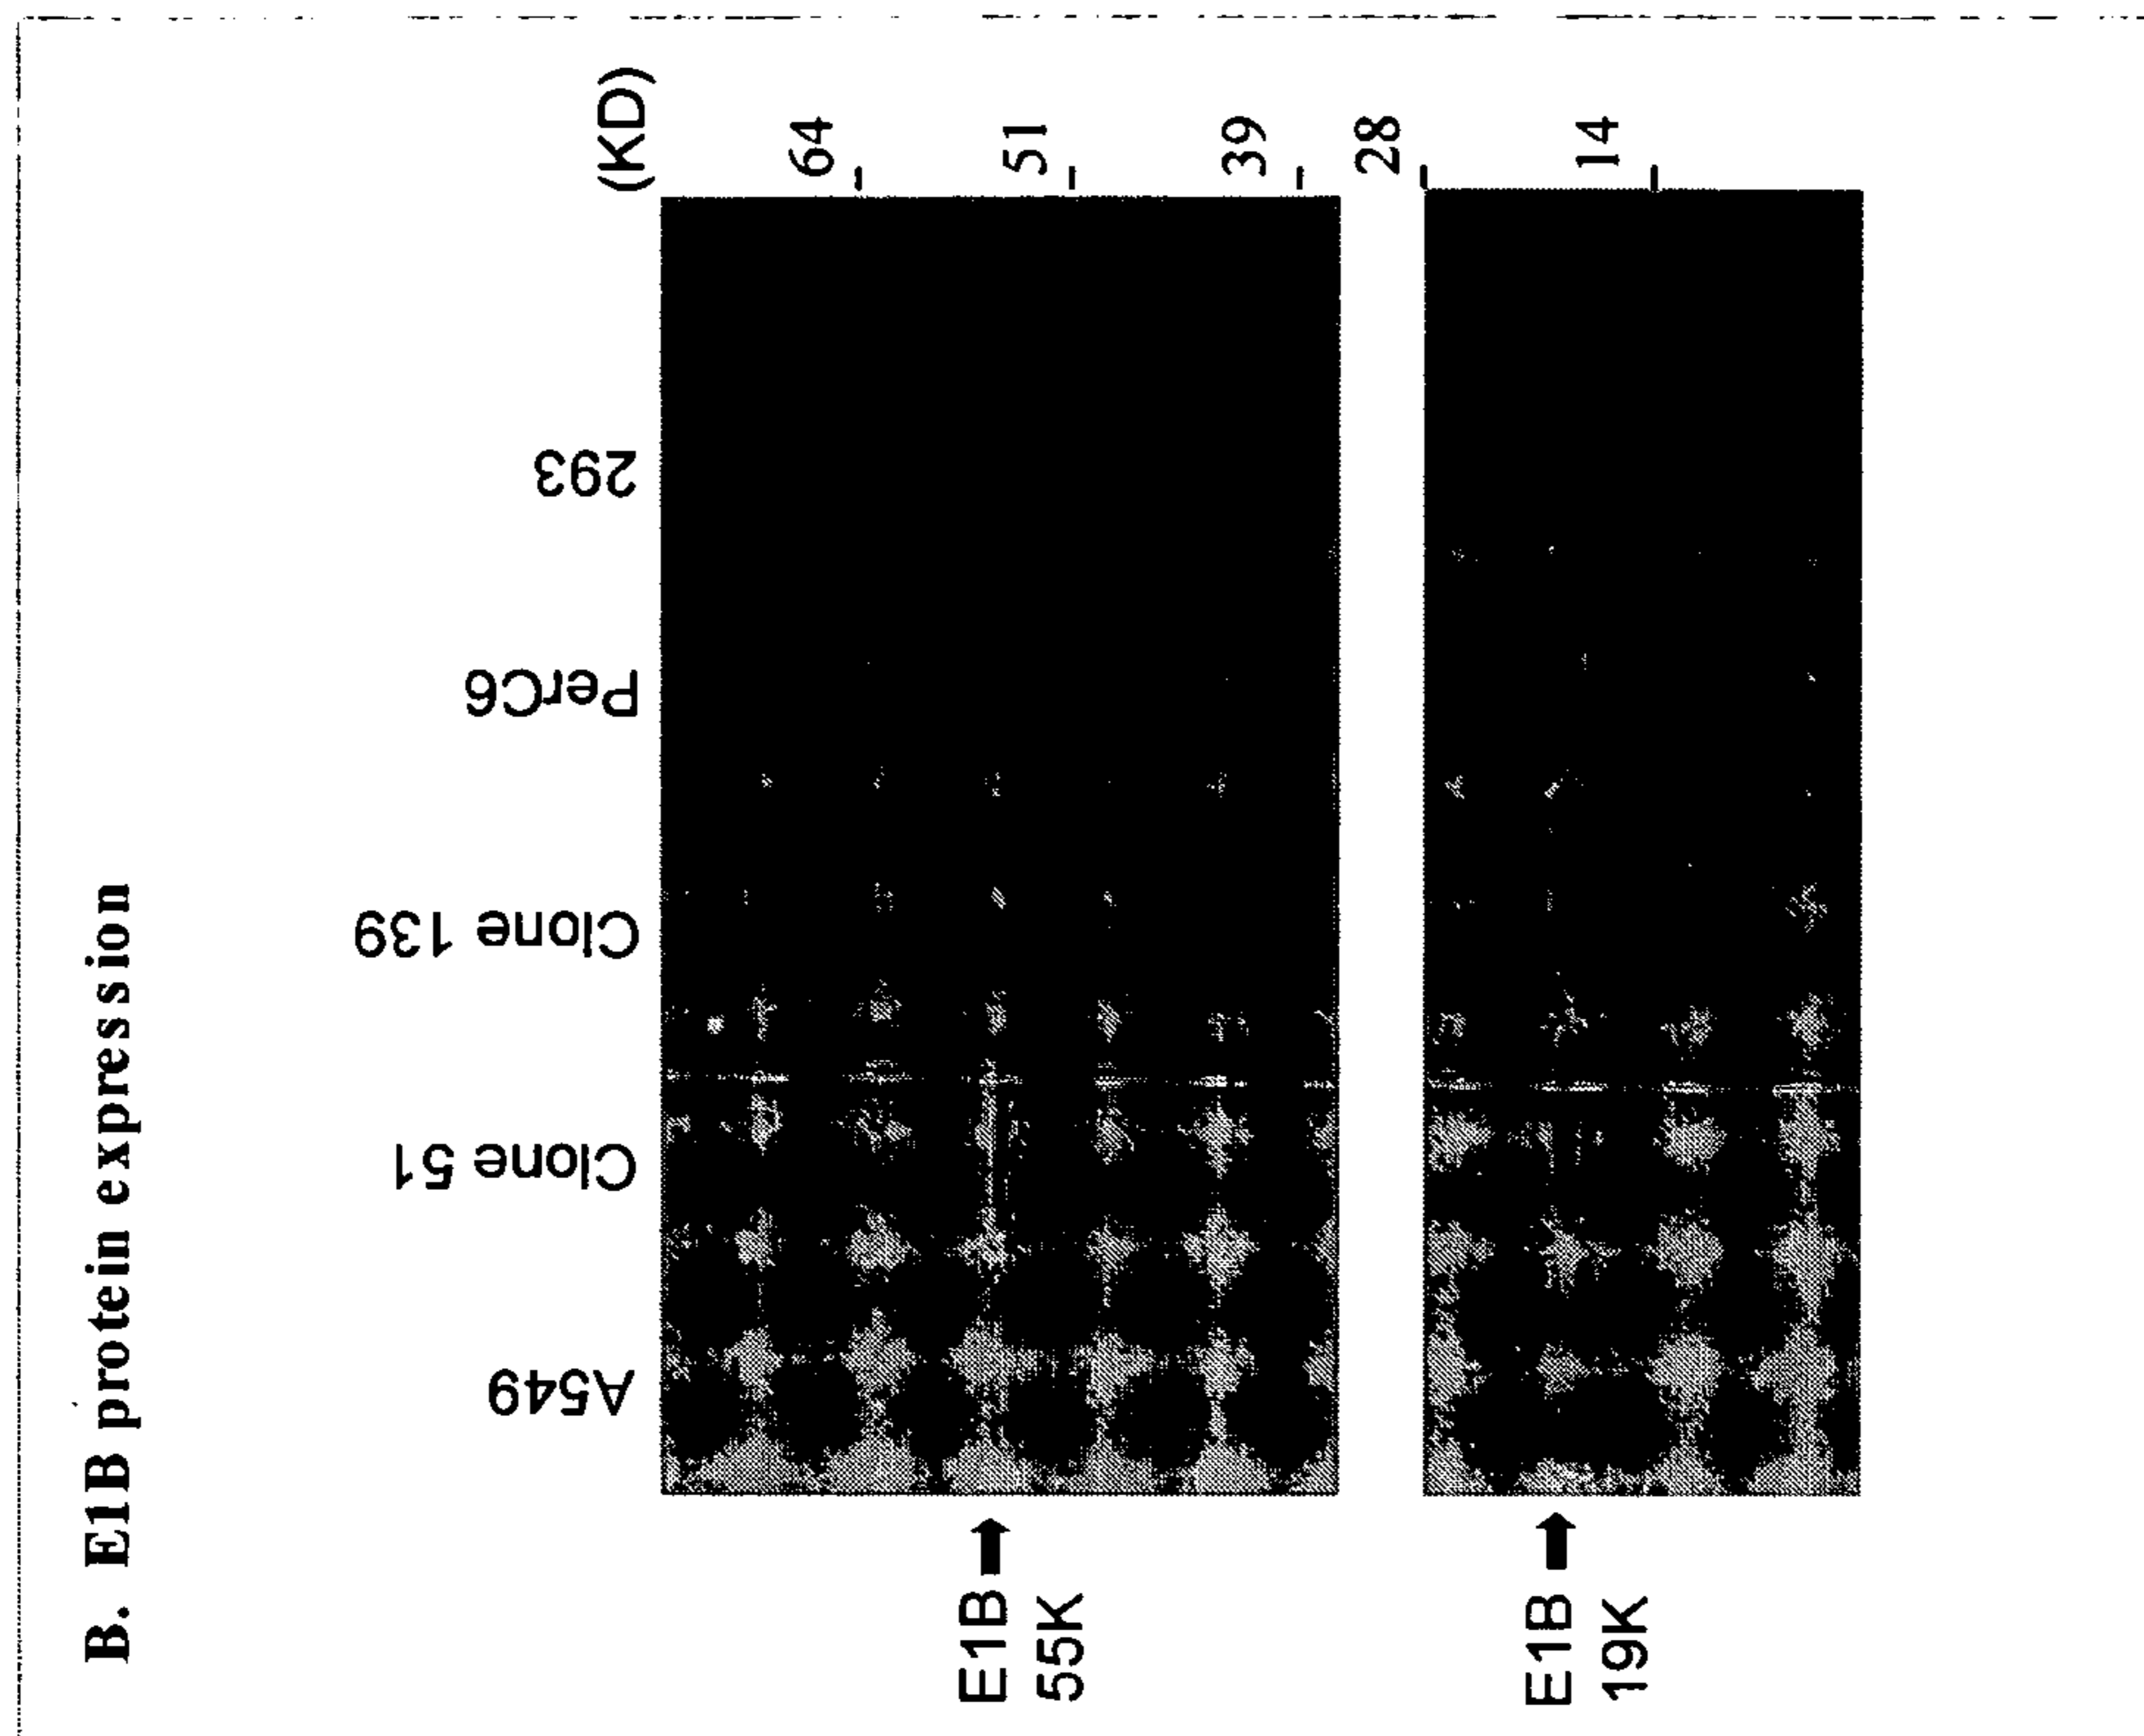 B. E1B protein expression
A549
Clone 51
Clone 139
PerC6
293
(KD)
64
51
39
28
14
E1B
55K
E1B
19K